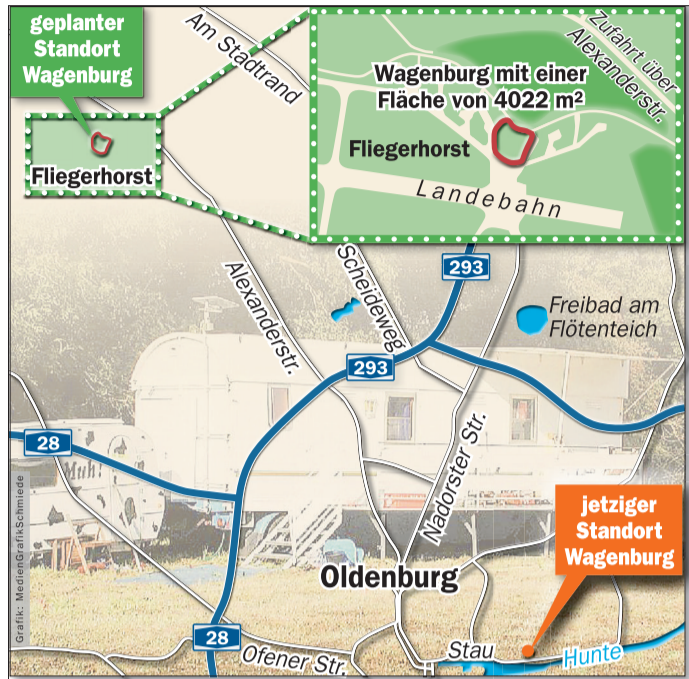 geplanter
Standort
Wagenburg
Am Stadtrand
Zufahrt über
Alexanderstr.
Wagenburg mit einer
Fläche von 4022 m²
Fliegerhorst
Landebahn
Fliegerhorst
Alexanderstr.
Scheideweg
293
Freibad am
Flötenteich
293
28
Muh!
Nadorster Str.
jetziger
Standort
Wagenburg
Oldenburg
28
Ofener Str.
Stau
Hunte
H
Grafik: MedienGrafikSchmiede